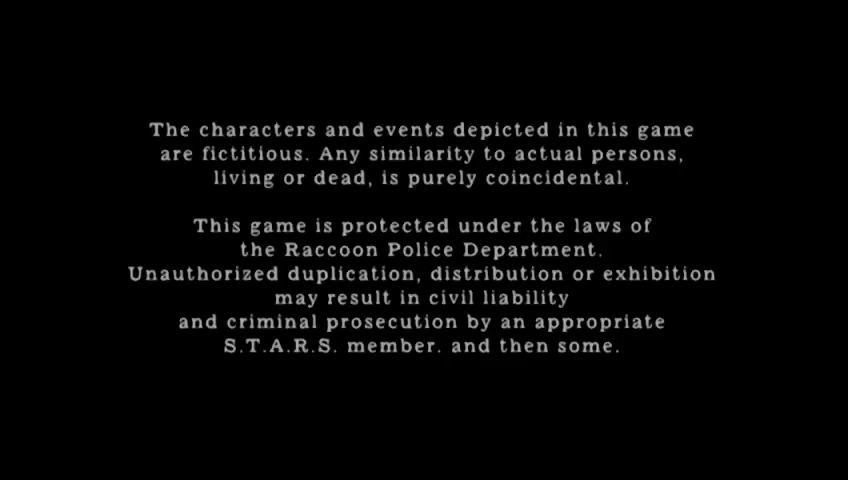 The characters and events depicted in this game
are fictitious. Any similarity to actual persons,
living or dead, is purely coincidental.
This game is protected under the laws of
the Raccoon Police Department.
Unauthorized duplication, distribution or exhibition
may result in civil liability
and criminal prosecution by an appropriate
S.T.A.R.S. member. and then some.